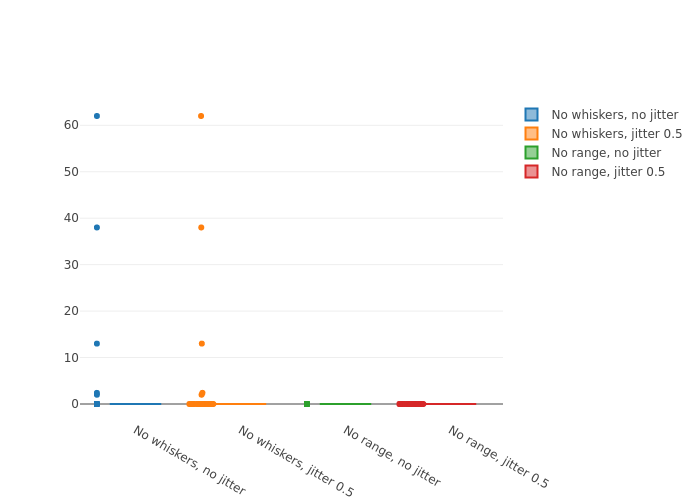 No whiskers, no jitter
No whiskers, jitter 0.5
No range, no jitter
No range, jitter 0.5
60
50
40
30
20
10
0
No whiskers, no jitter
No whiskers, jitter 0.5
No range, no jitter
No range, jitter 0.5